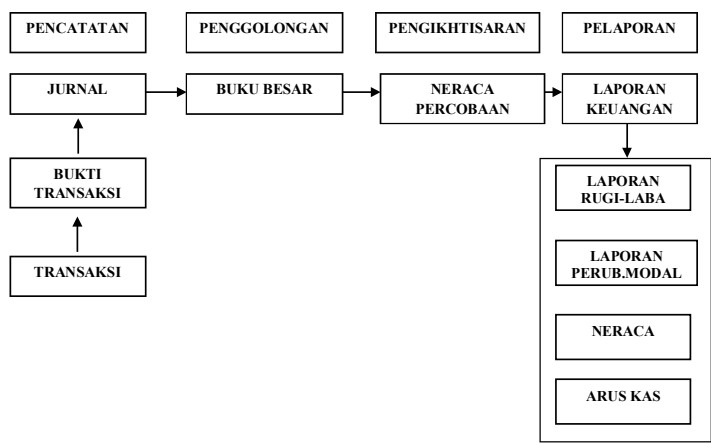 PENCATATAN
PENGGOLONGAN
PENGIKHTISARAN
PELAPORAN
JURNAL
BUKU BESAR
NERACA
PERCOBAAN
LAPORAN
KEUANGAN
BUKTI
TRANSAKSI
TRANSAKSI
LAPORAN
RUGI-LABA
LAPORAN
PERUB.MODAL
NERACA
ARUS KAS